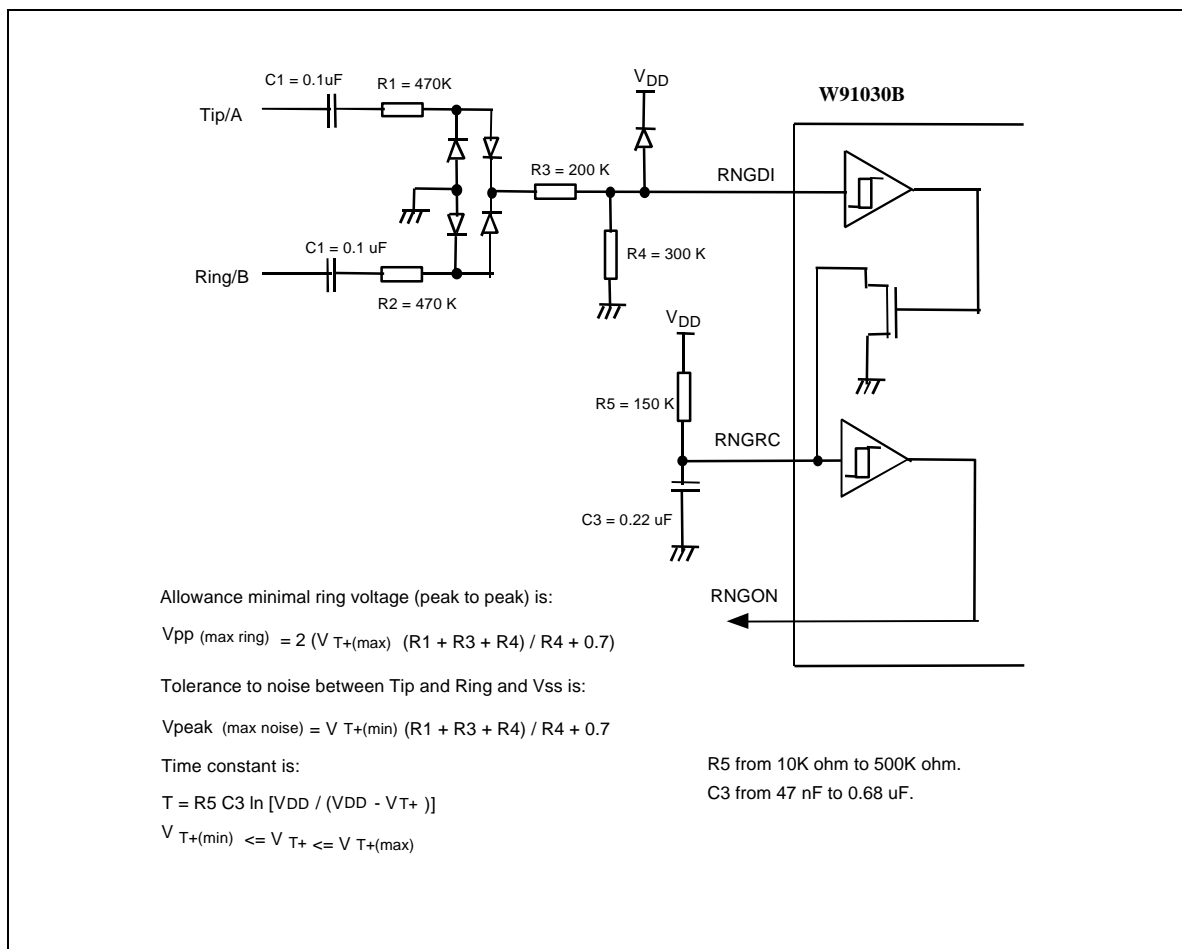 C1 = 0.1uF
R1 = 470K
Tip/A
VDD
W91030B
R3 = 200 K
RNGDI
C1 = 0.1 uF
R4 = 300 K
Ring/B
R2 = 470 K
VDD
R5 = 150 K
RNGRC
C3 = 0.22 uF
RNGON
Allowance minimal ring voltage (peak to peak) is:
Vpp (max ring) = 2 (V T+(max) (R1 + R3 + R4) / R4 + 0.7)
Tolerance to noise between Tip and Ring and Vss is:
Vpeak (max noise) = V T+(min) (R1 + R3 + R4) / R4 + 0.7
Time constant is:
T = R5 C3 ln [VDD / (VDD - VT+ )]
V T+(min) <= V T+ <= V T+(max)
R5 from 10K ohm to 500K ohm.
C3 from 47 nF to 0.68 uF.